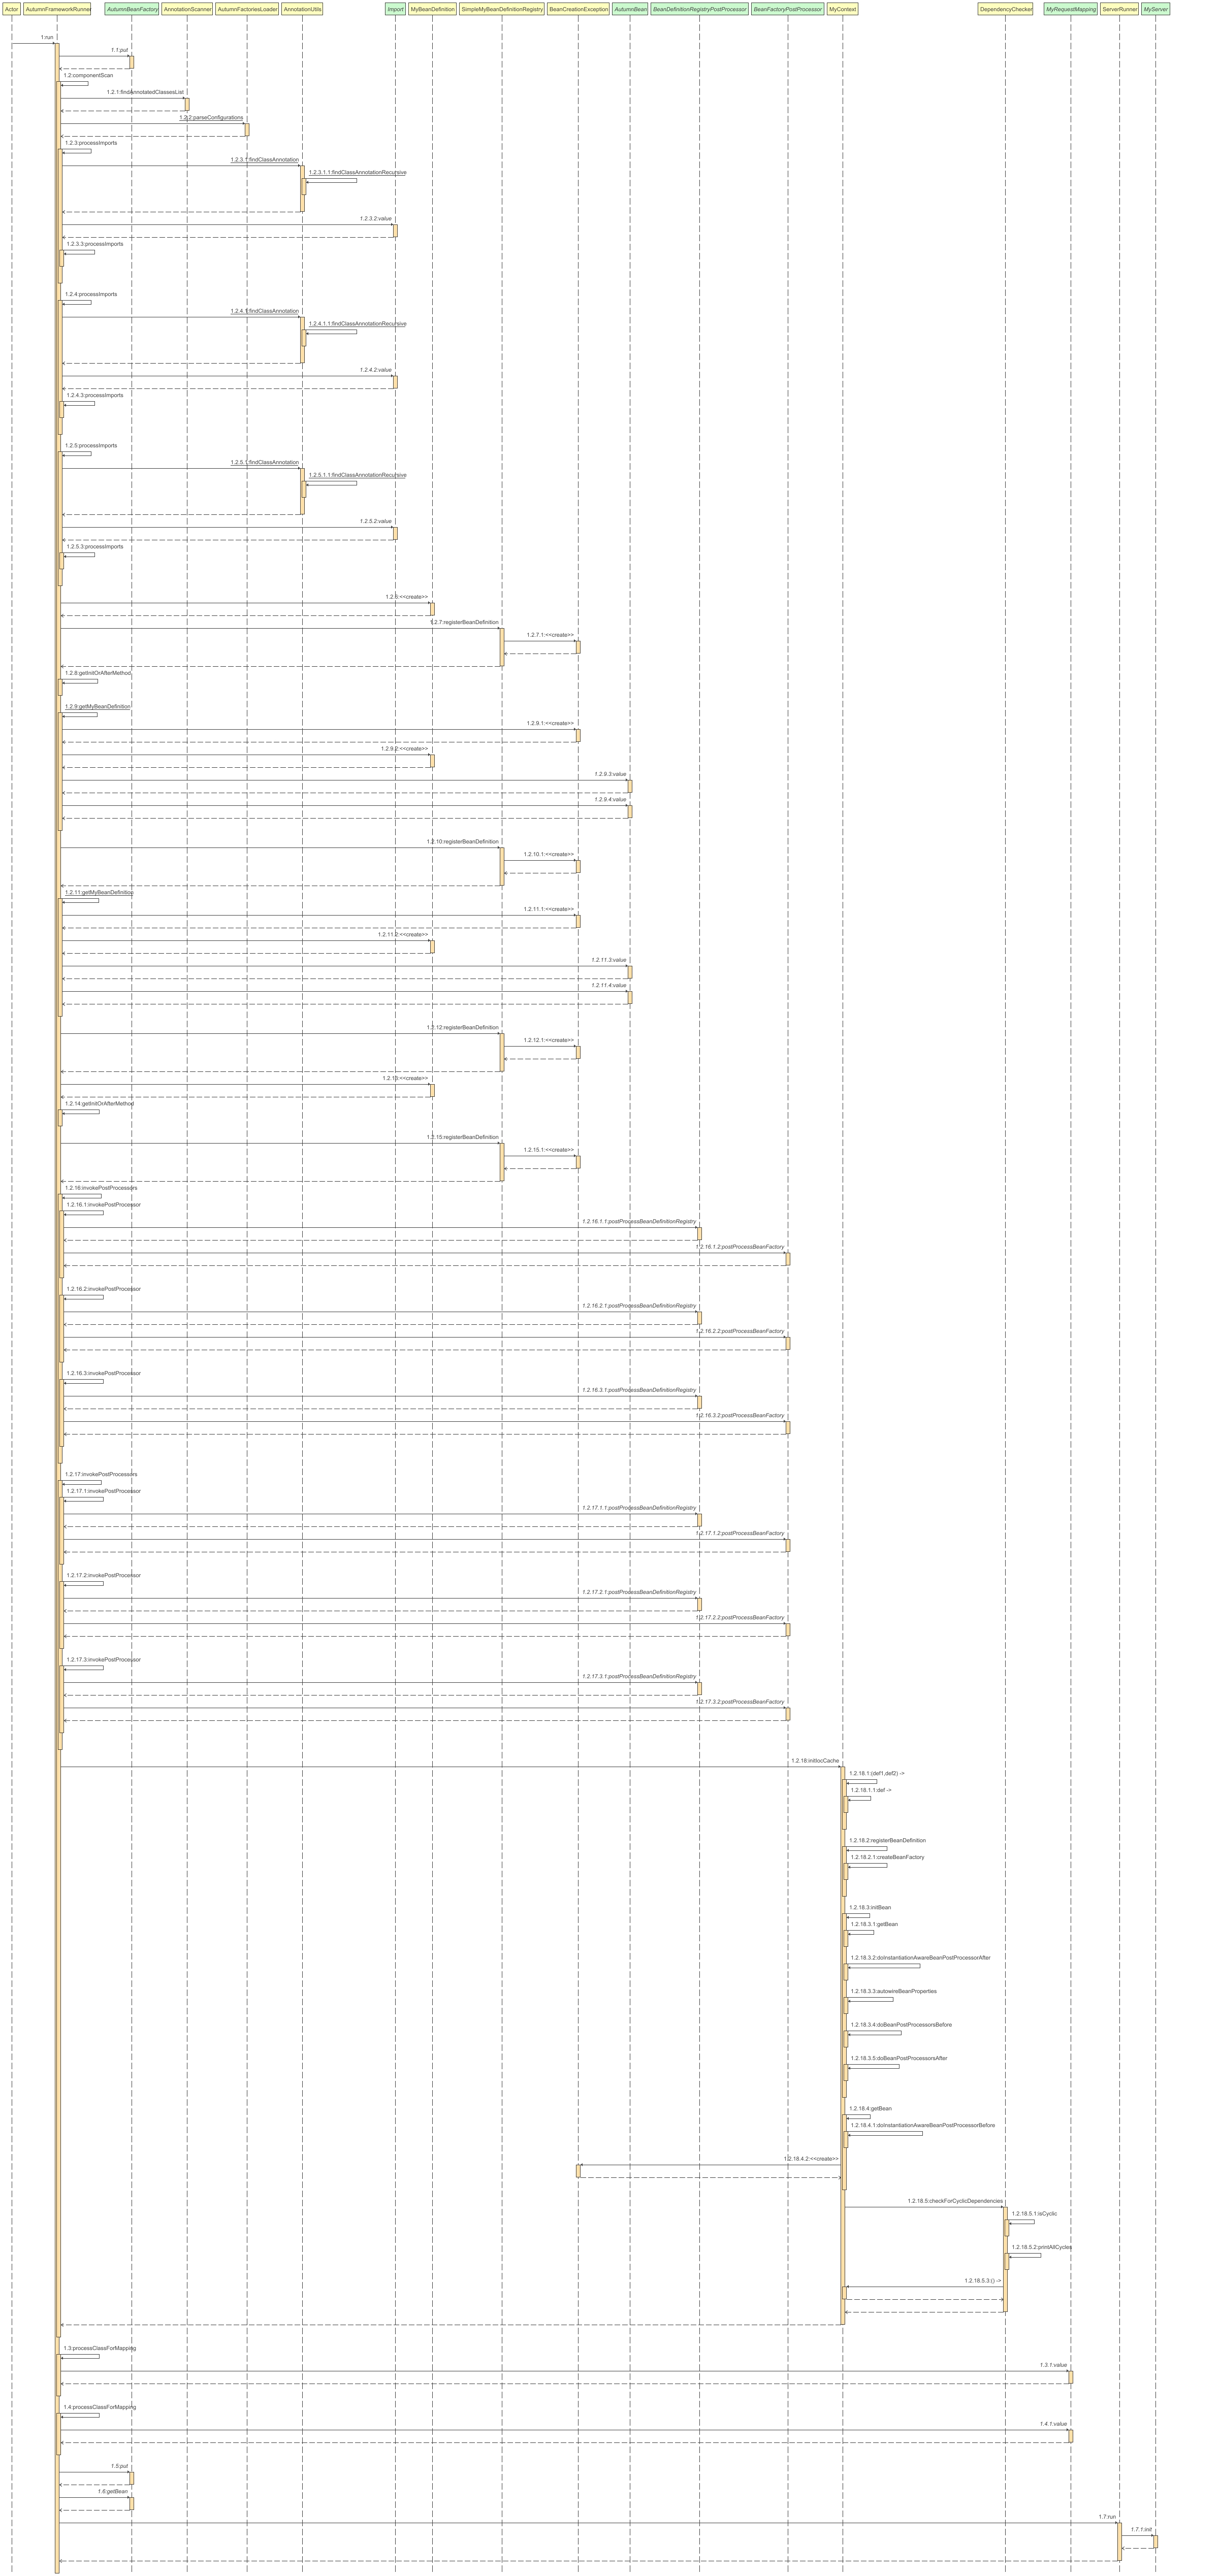 Actor AutumnFrameworkRunner AutumnBeanFactory AnnotationScanner AutumnFactoriesLoader AnnotationUtils Import MyBeanDefinition SimpleMyBeanDefinitionRegistry BeanCreationException AutumnBean BeanDefinitionRegistryPostProcessor BeanFactoryPostProcessor MyContext DependencyChecker MyRequestMapping ServerRunner MyServer
1:run
1.1:put
1.2:componentScan
1.2.1:findAnnotatedClassesList
1.2.2:parseConfigurations
1.2.3:processImports
1.2.3.1:findClassAnnotation
1.2.3.1.1:findClassAnnotationRecursive
1.2.3.2:value
1.2.3.3:processImports
1.2.4:processImports
1.2.4.1:findClassAnnotation
1.2.4.1.1:findClassAnnotationRecursive
1.2.4.2:value
1.2.4.3:processImports
1.2.5:processImports
1.2.5.1:findClassAnnotation
1.2.5.1.1:findClassAnnotationRecursive
1.2.5.2:value
1.2.5.3:processImports
1.2.6:<<create>>
1.2.7:registerBeanDefinition
1.2.7.1:<<create>>
1.2.8:getInitOrAfterMethod
1.2.9:getMyBeanDefinition
1.2.9.1:<<create>>
1.2.9.2:<<create>>
1.2.9.3:value
1.2.9.4:value
1.2.10:registerBeanDefinition
1.2.10.1:<<create>>
1.2.11:getMyBeanDefinition
1.2.11.1:<<create>>
1.2.11.2:<<create>>
1.2.11.3:value
1.2.11.4:value
1.2.12:registerBeanDefinition
1.2.12.1:<<create>>
1.2.13:<<create>>
1.2.14:getInitOrAfterMethod
1.2.15:registerBeanDefinition
1.2.15.1:<<create>>
1.2.16:invokePostProcessors
1.2.16.1:invokePostProcessor
1.2.16.1.1:postProcessBeanDefinitionRegistry
1.2.16.1.2:postProcessBeanFactory
1.2.16.2:invokePostProcessor
1.2.16.2.1:postProcessBeanDefinitionRegistry
1.2.16.2.2:postProcessBeanFactory
1.2.16.3:invokePostProcessor
1.2.16.3.1:postProcessBeanDefinitionRegistry
1.2.16.3.2:postProcessBeanFactory
1.2.17:invokePostProcessors
1.2.17.1:invokePostProcessor
1.2.17.1.1:postProcessBeanDefinitionRegistry
1.2.17.1.2:postProcessBeanFactory
1.2.17.2:invokePostProcessor
1.2.17.2.1:postProcessBeanDefinitionRegistry
1.2.17.2.2:postProcessBeanFactory
1.2.17.3:invokePostProcessor
1.2.17.3.1:postProcessBeanDefinitionRegistry
1.2.17.3.2:postProcessBeanFactory
1.2.18:initIocCache
1.2.18.1:(def1,def2) ->
1.2.18.1.1:def ->
1.2.18.2:registerBeanDefinition
1.2.18.2.1:createBeanFactory
1.2.18.3:initBean
1.2.18.3.1:getBean
1.2.18.3.2:doInstantiationAwareBeanPostProcessorAfter
1.2.18.3.3:autowireBeanProperties
1.2.18.3.4:doBeanPostProcessorsBefore
1.2.18.3.5:doBeanPostProcessorsAfter
1.2.18.4:getBean
1.2.18.4.1:doInstantiationAwareBeanPostProcessorBefore
1.2.18.4.2:<<create>>
1.2.18.5:checkForCyclicDependencies
1.2.18.5.1:isCyclic
1.2.18.5.2:printAllCycles
1.2.18.5.3:() ->
1.3:processClassForMapping
1.3.1:value
1.4:processClassForMapping
1.4.1:value
1.5:put
1.6:getBean
1.7:run
1.7.1:init